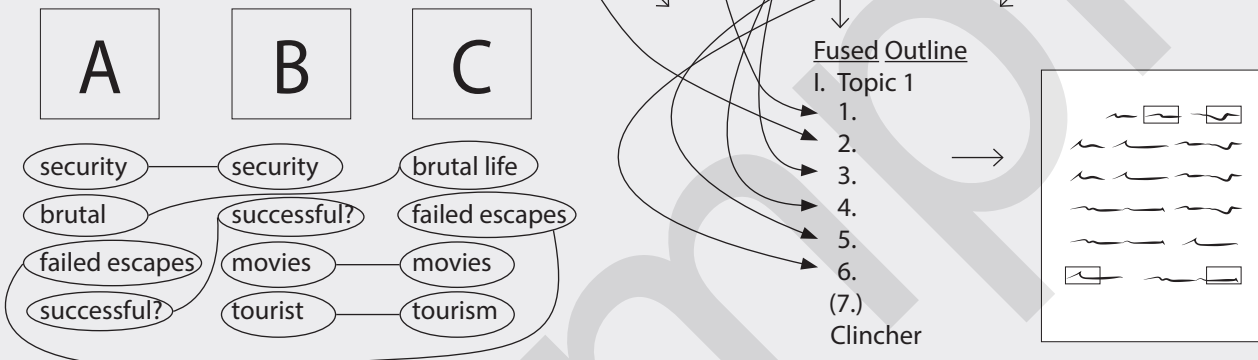 A B C
security security brutal life
brutal successful? failed escapes
failed escapes movies movies
successful? tourist tourism
Fused Outline
I. Topic 1
1.
2.
3.
4.
5.
6.
(7.)
Clincher